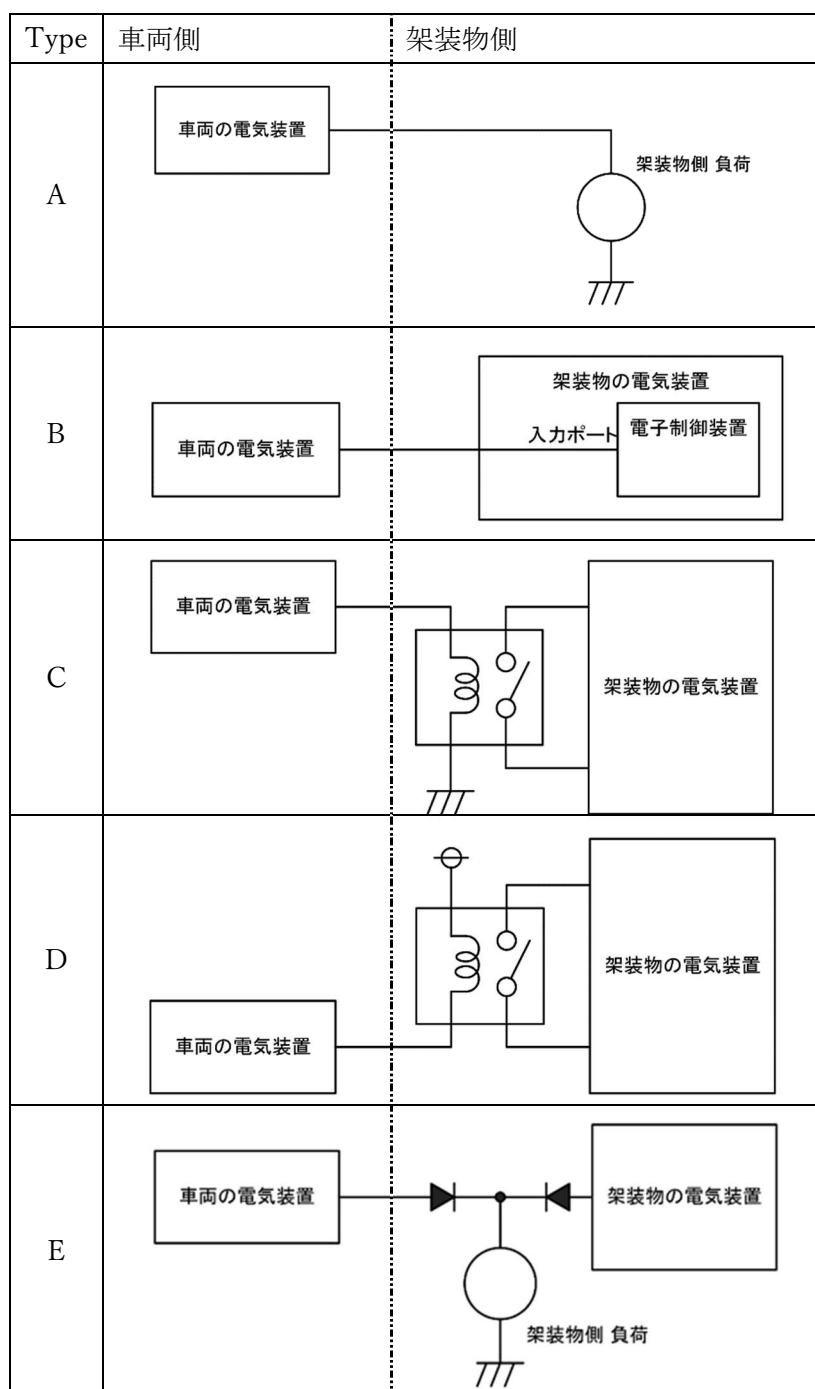 Type 車両側 架装物側
A
車両の電気装置
架装物側 負荷
B
車両の電気装置
架装物の電気装置
入力ポート
電子制御装置
C
車両の電気装置
架装物の電気装置
D
車両の電気装置
架装物の電気装置
E
車両の電気装置
架装物の電気装置
架装物側 負荷